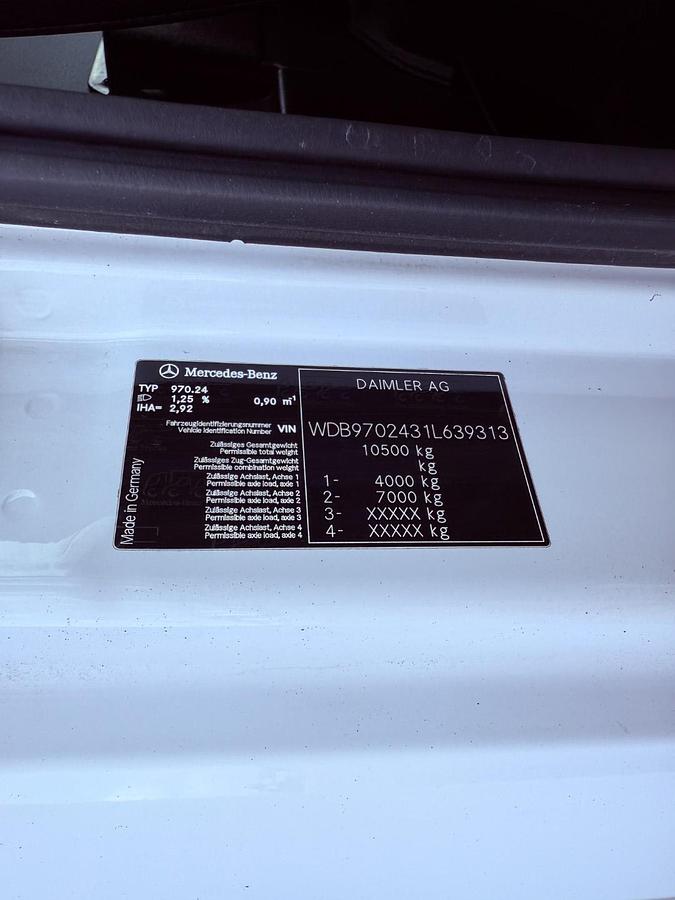 Mercedes-Benz
TYP 970.24
1,25 % 0,90 m⁻¹
IHA= 2,92
DAIMLER AG
Fahrzeugidentifizierungsnummer
Vehicle Identification Number VIN WDB9702431L639313
Zulässiges Gesamtgewicht
Permissible total weight 10500 kg
Zulässiges Zug-Gesamtgewicht
Permissible combination weight kg
Zulässige Achslast, Achse 1
Permissible axle load, axle 1 1- 4000 kg
Zulässige Achslast, Achse 2
Permissible axle load, axle 2 2- 7000 kg
Zulässige Achslast, Achse 3
Permissible axle load, axle 3 3- XXXXX kg
Zulässige Achslast, Achse 4
Permissible axle load, axle 4 4- XXXXX kg
Made in Germany